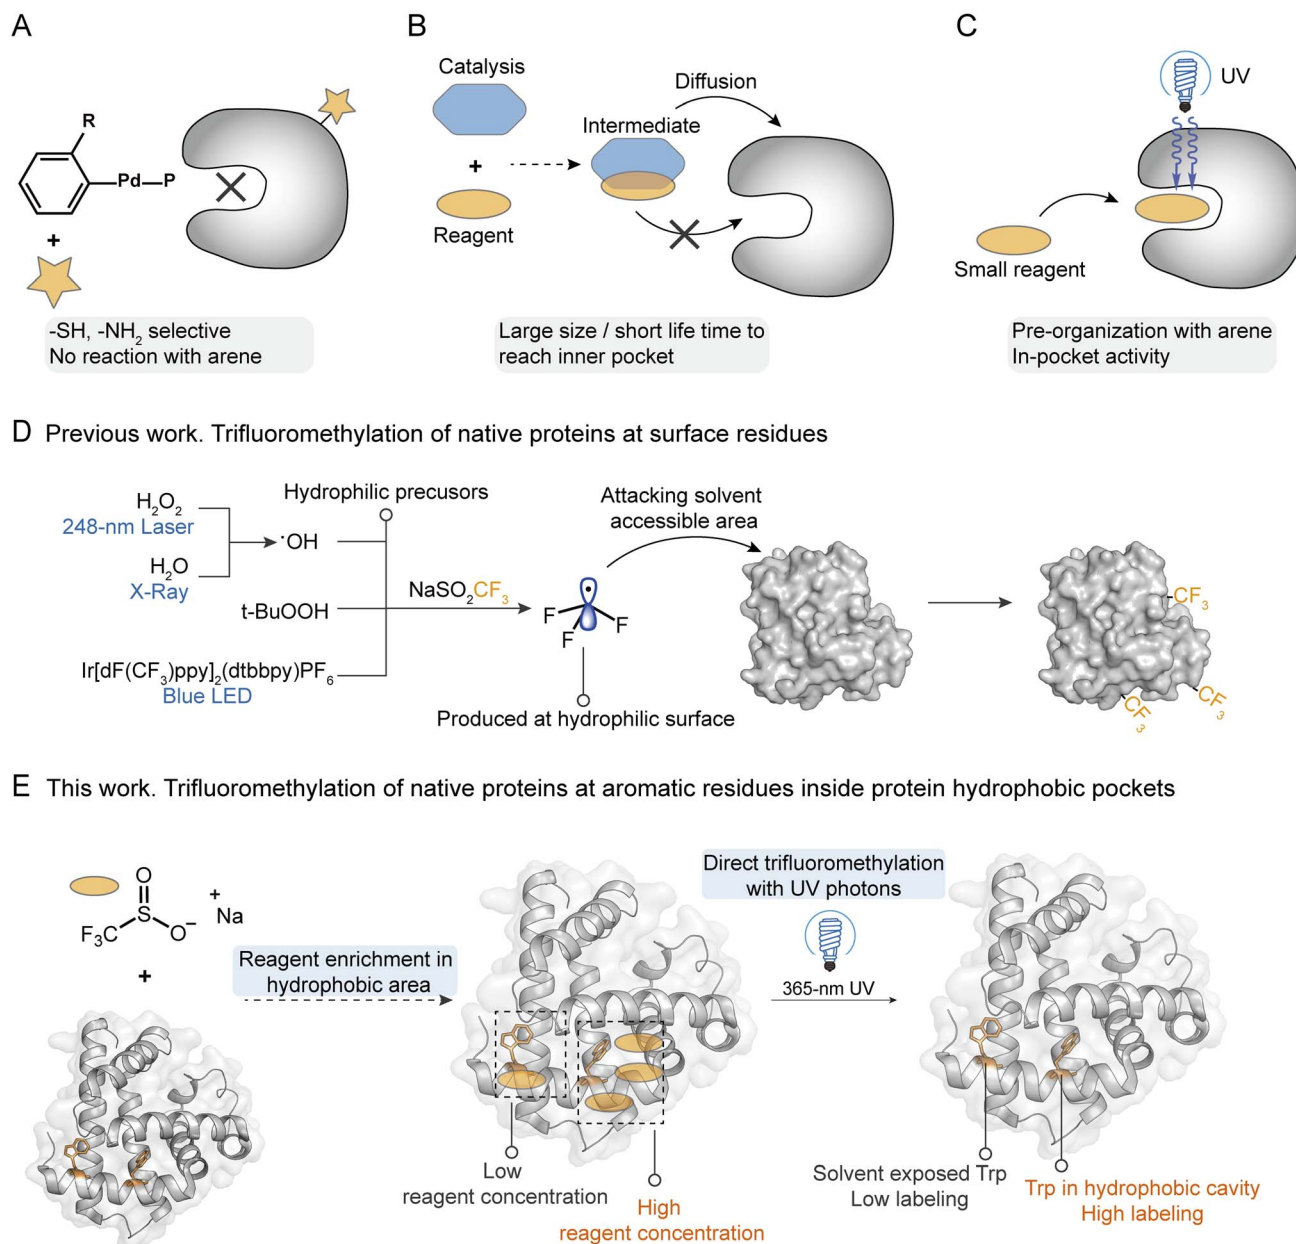 A
R
Pd
P
+
-SH, -NH2 selective
No reaction with arene
B
Catalysis
+
Reagent
Intermediate
Diffusion
Large size / short life time to
reach inner pocket
C
UV
Small reagent
Pre-organization with arene
In-pocket activity
D Previous work. Trifluoromethylation of native proteins at surface residues
H2O2
248-nm Laser
H2O
X-Ray
·OH
t-BuOOH
Ir[dF(CF3)ppy]2(dtbbpy)PF6
Blue LED
Hydrophilic precusors
NaSO2CF3
F
F
F
Produced at hydrophilic surface
Attacking solvent
accessible area
CF3
CF3
CF3
E This work. Trifluoromethylation of native proteins at aromatic residues inside protein hydrophobic pockets
O
S
F3C
O−
+
Na
+
Reagent enrichment in
hydrophobic area
Low
reagent concentration
High
reagent concentration
Direct trifluoromethylation
with UV photons
365-nm UV
Solvent exposed Trp
Low labeling
Trp in hydrophobic cavity
High labeling